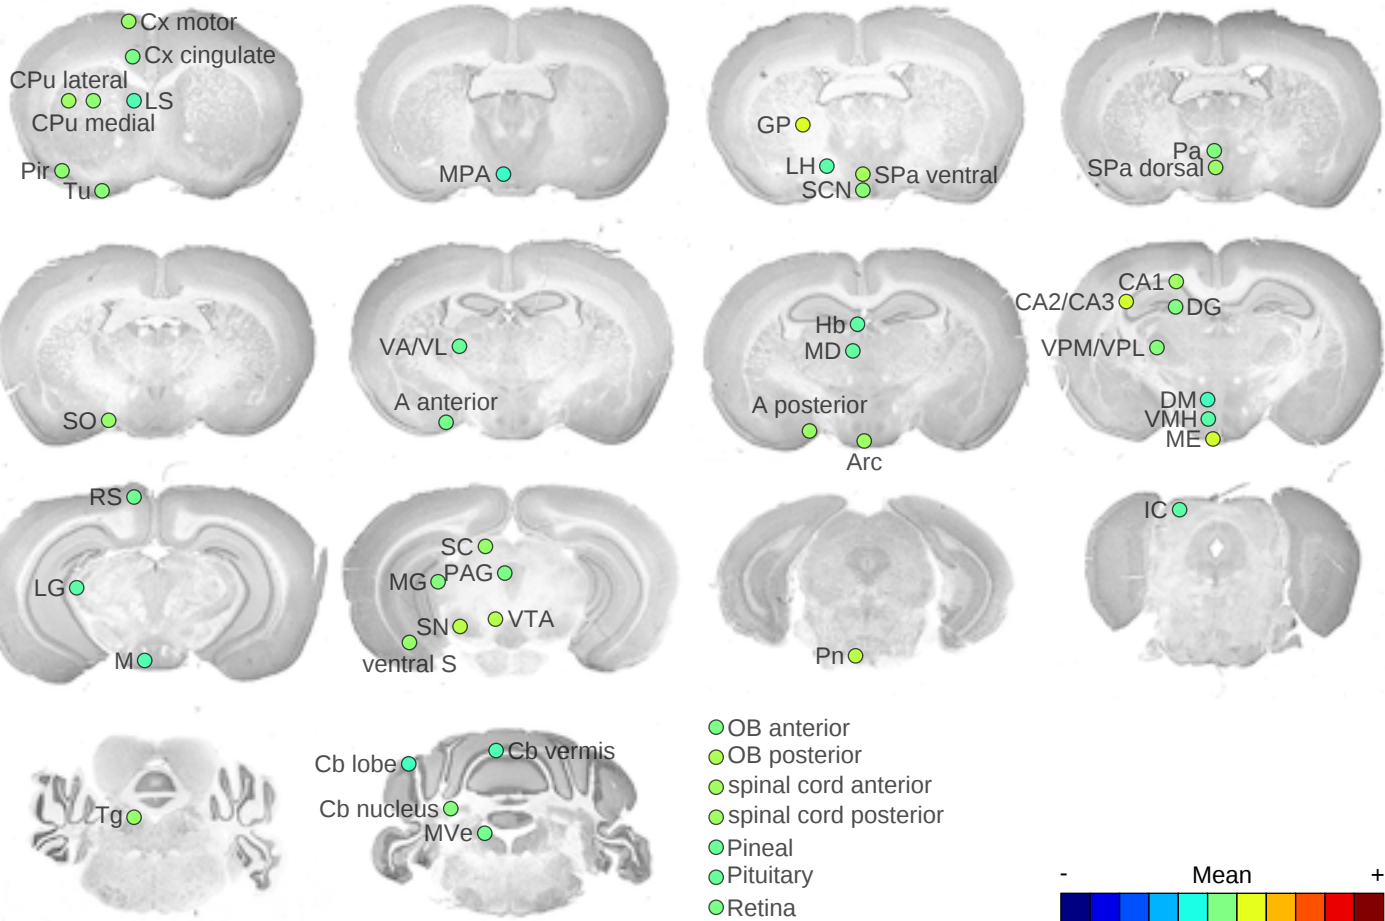 Cx motor
Cx cingulate
CPu lateral
LS
CPu medial
Pir
Tu
MPA
GP
LH
SPa ventral
SCN
Pa
SPa dorsal
SO
VA/VL
A anterior
Hb
MD
A posterior
Arc
CA1
CA2/CA3
DG
VPM/VPL
DM
VMH
ME
RS
LG
M
SC
MG
PAG
SN
VTA
ventral S
Pn
IC
Tg
Cb lobe
Cb vermis
Cb nucleus
MVe
OB anterior
OB posterior
spinal cord anterior
spinal cord posterior
Pineal
Pituitary
Retina
- Mean +